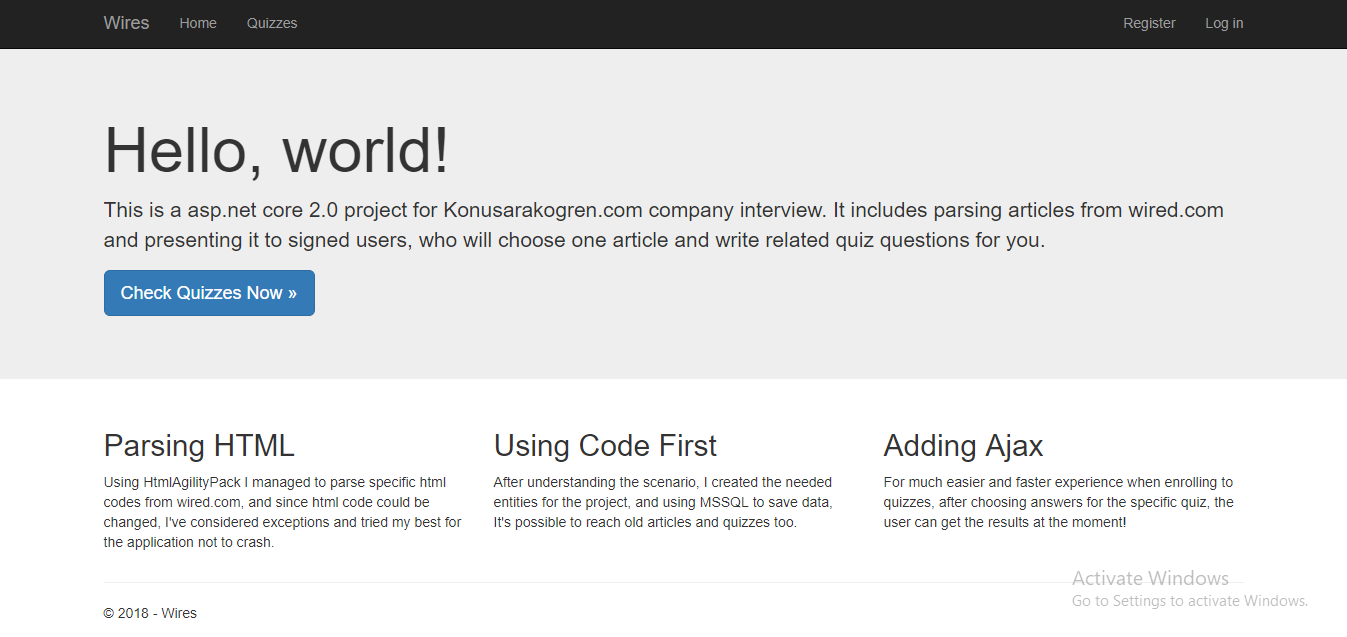 Wires Home Quizzes Register Log in
Hello, world!
This is a asp.net core 2.0 project for Konusarakogren.com company interview. It includes parsing articles from wired.com
and presenting it to signed users, who will choose one article and write related quiz questions for you.
Check Quizzes Now »
Parsing HTML
Using HtmlAgilityPack I managed to parse specific html
codes from wired.com, and since html code could be
changed, I've considered exceptions and tried my best for
the application not to crash.
Using Code First
After understanding the scenario, I created the needed
entities for the project, and using MSSQL to save data,
It's possible to reach old articles and quizzes too.
Adding Ajax
For much easier and faster experience when enrolling to
quizzes, after choosing answers for the specific quiz, the
user can get the results at the moment!
Activate Windows
Go to Settings to activate Windows.
© 2018 - Wires